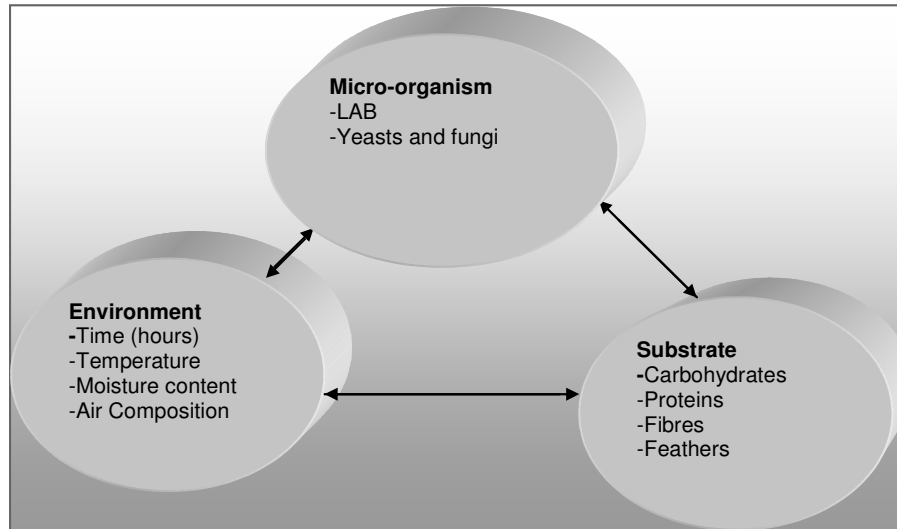 Micro-organism
-LAB
-Yeasts and fungi
Environment
-Time (hours)
-Temperature
-Moisture content
-Air Composition
Substrate
-Carbohydrates
-Proteins
-Fibres
-Feathers